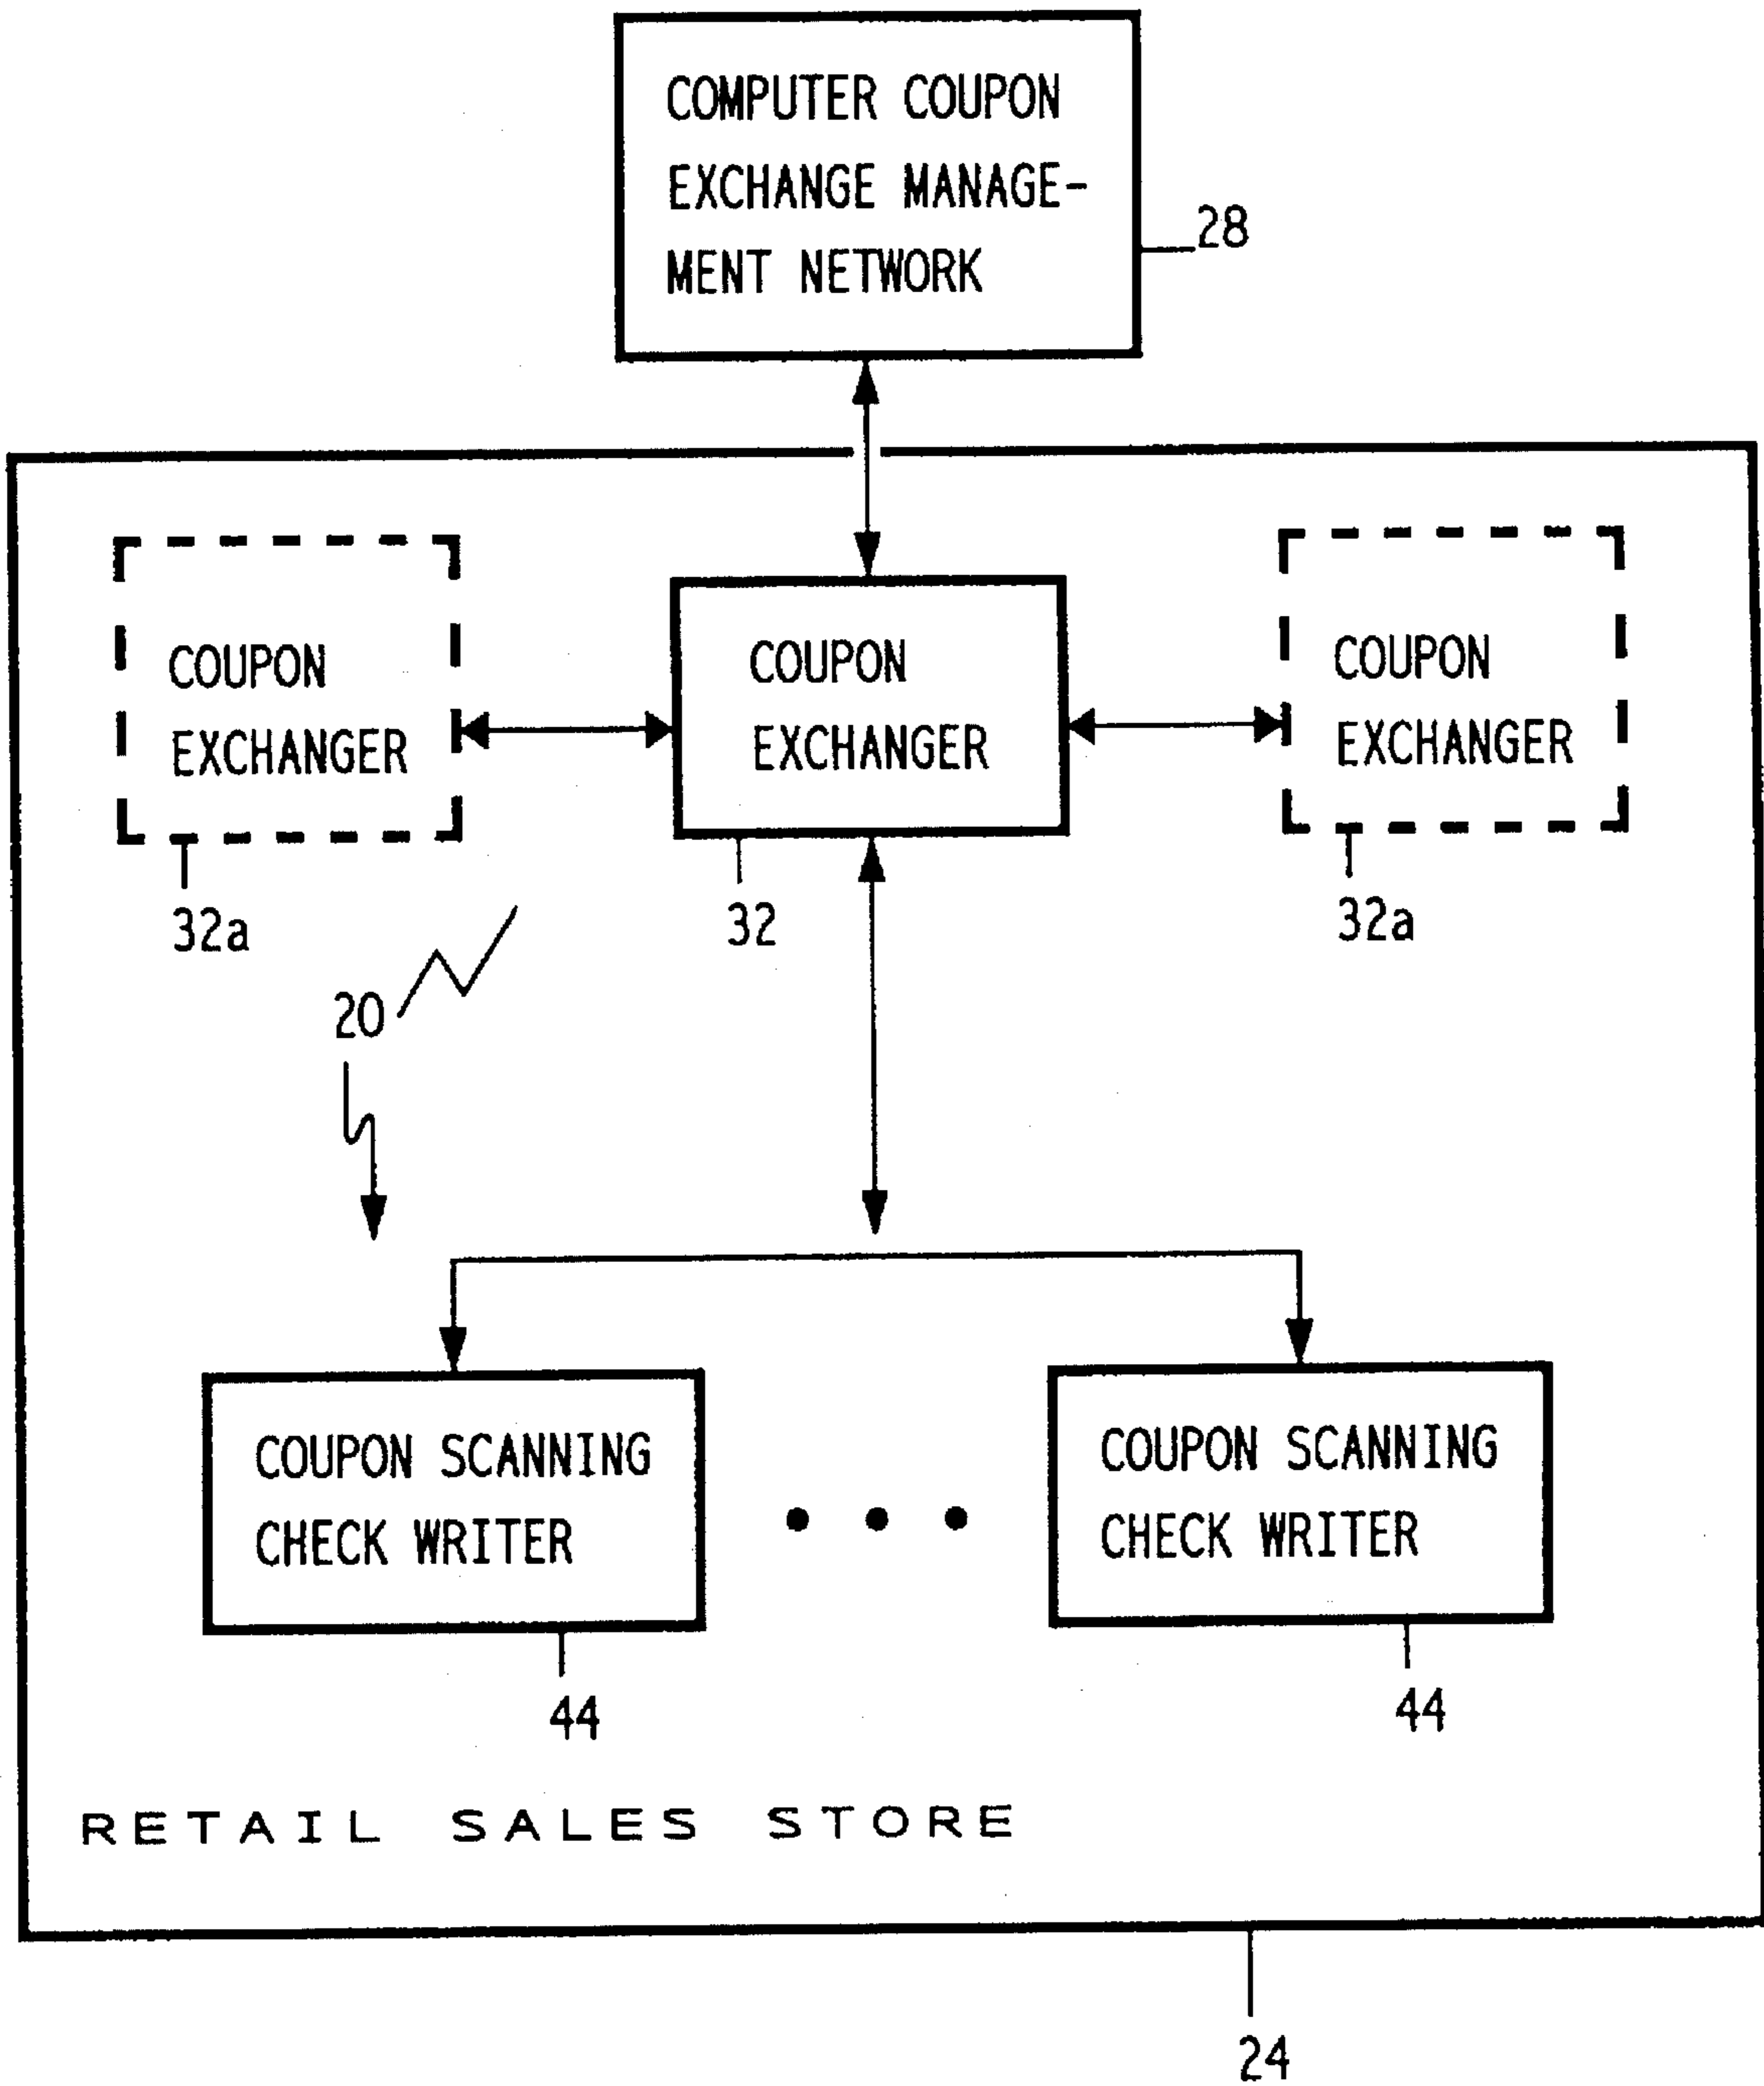 COMPUTER COUPON
EXCHANGE MANAGE-
MENT NETWORK
28
COUPON
EXCHANGER
32a
COUPON
EXCHANGER
32
COUPON
EXCHANGER
32a
20
COUPON SCANNING
CHECK WRITER
44
COUPON SCANNING
CHECK WRITER
44
RETAIL SALES STORE
24